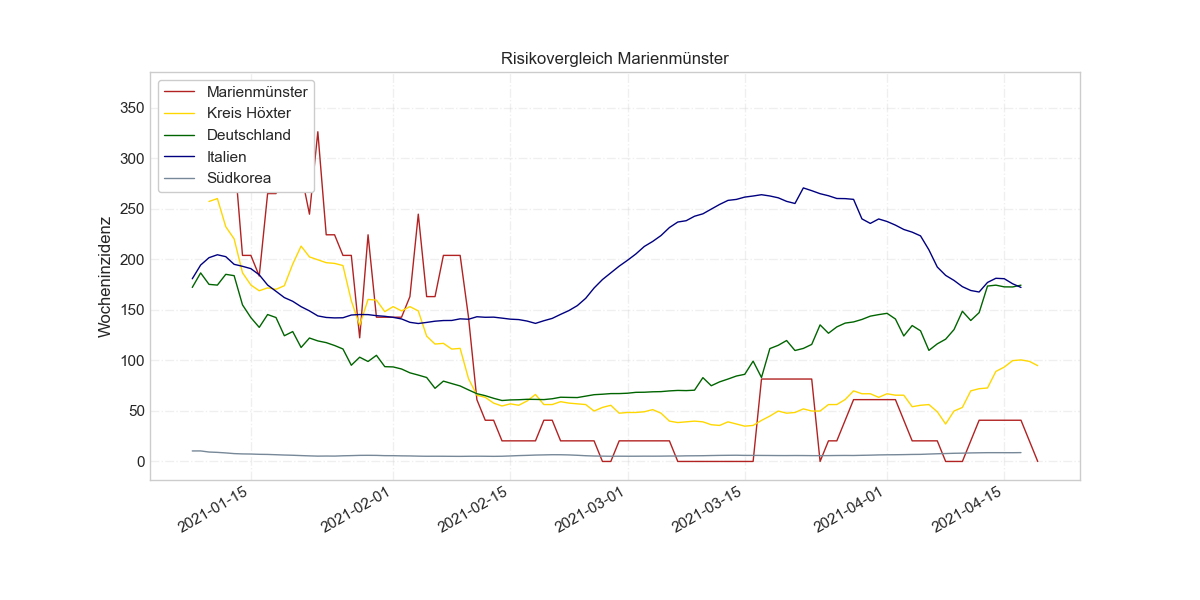 Risikovergleich Marienmünster
Marienmünster
Kreis Höxter
Deutschland
Italien
Südkorea
Wocheninzidenz
350
300
250
200
150
100
50
0
2021-01-15
2021-02-01
2021-02-15
2021-03-01
2021-03-15
2021-04-01
2021-04-15